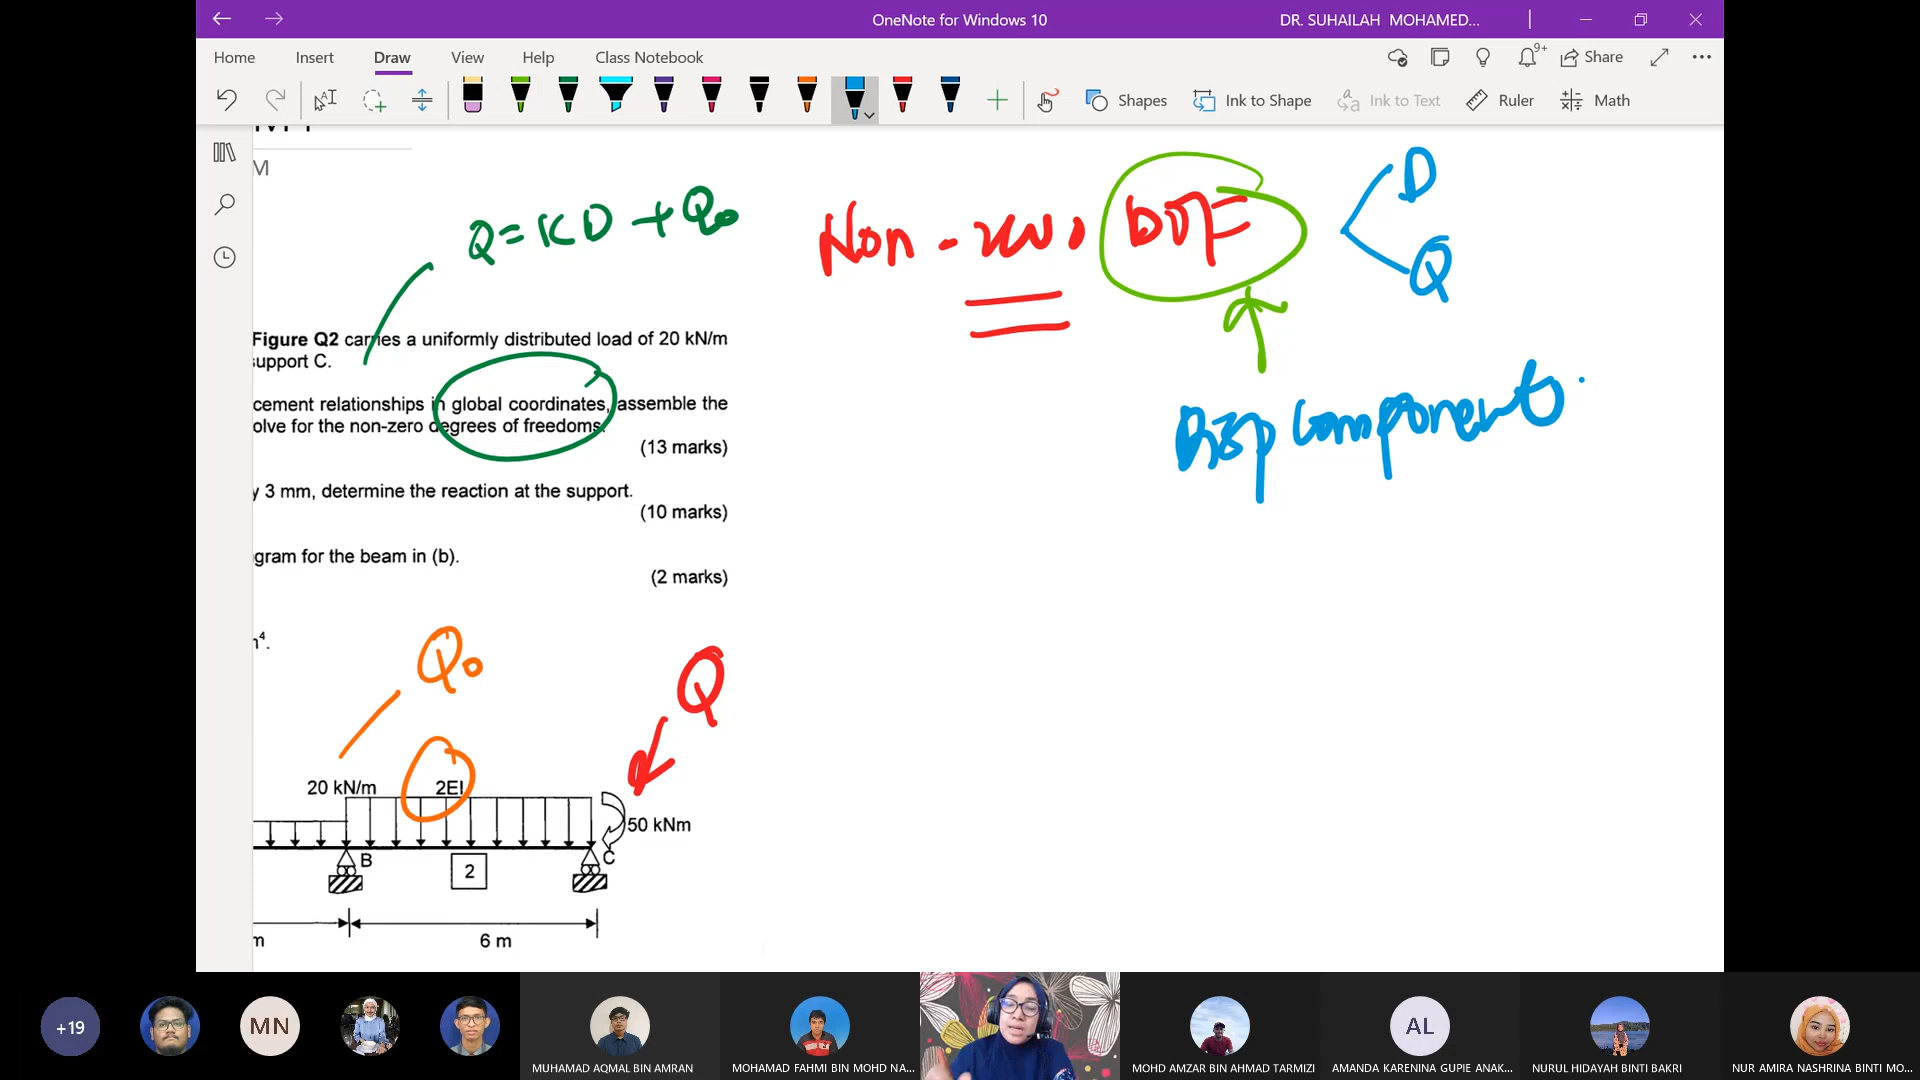 OneNote for Windows 10
DR. SUHAILAH MOHAMED...
Home Insert Draw View Help Class Notebook
9+ Share
Shapes Ink to Shape Ink to Text Ruler Math
M
Q = KD + Qo
Non-zero DOF
D
Q
Figure Q2 carries a uniformly distributed load of 20 kN/m
support C.
cement relationships in global coordinates, assemble the
olve for the non-zero degrees of freedoms.
(13 marks)
Disp components.
y 3 mm, determine the reaction at the support.
(10 marks)
gram for the beam in (b).
(2 marks)
n⁴.
Qo
Q
20 kN/m 2EI
50 kNm
B 2 C
m 6 m
+19
MN
AL
MUHAMAD AQMAL BIN AMRAN
MOHAMAD FAHMI BIN MOHD NA...
MOHD AMZAR BIN AHMAD TARMIZI
AMANDA KARENINA GUPIE ANAK...
NURUL HIDAYAH BINTI BAKRI
NUR AMIRA NASHRINA BINTI MO...